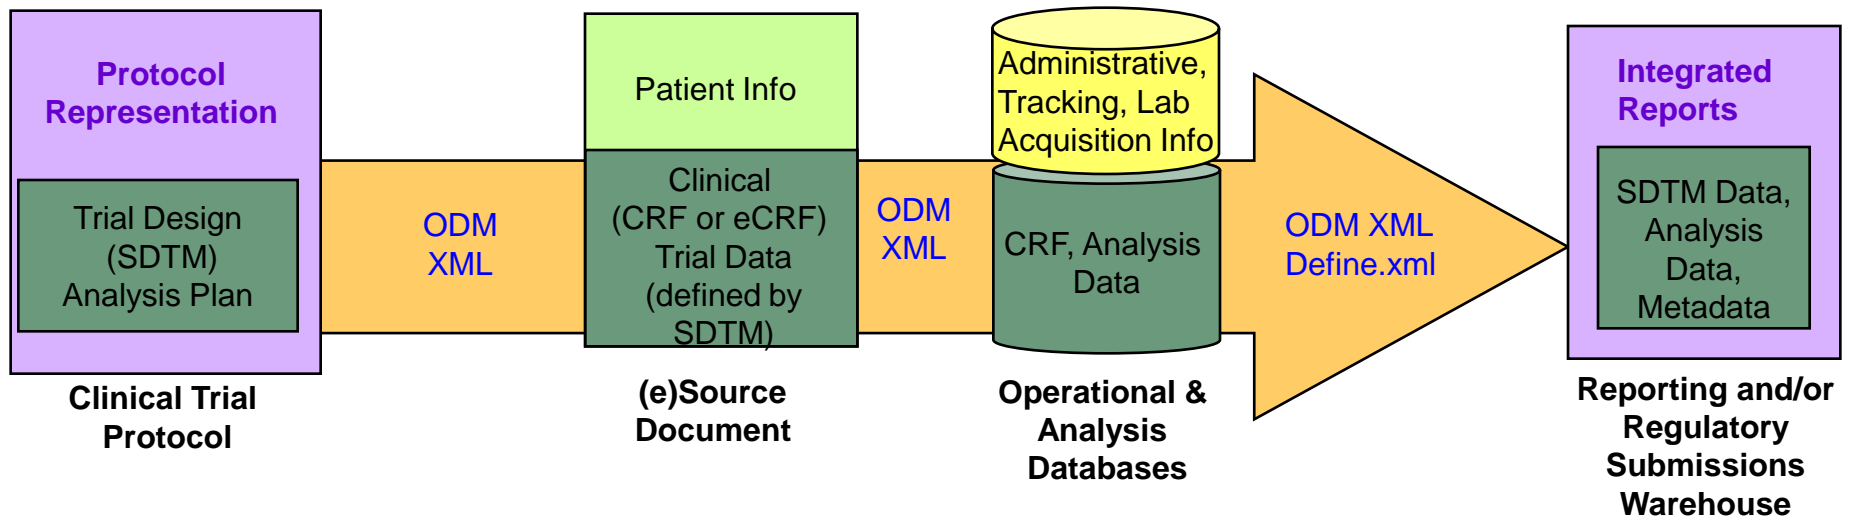 Protocol
Representation
Trial Design
(SDTM)
Analysis Plan
Clinical Trial
Protocol
ODM
XML
Patient Info
Clinical
(CRF or eCRF)
Trial Data
(defined by
SDTM)
(e)Source
Document
ODM
XML
Administrative,
Tracking, Lab
Acquisition Info
CRF, Analysis
Data
Operational &
Analysis
Databases
ODM XML
Define.xml
Integrated
Reports
SDTM Data,
Analysis
Data,
Metadata
Reporting and/or
Regulatory
Submissions
Warehouse